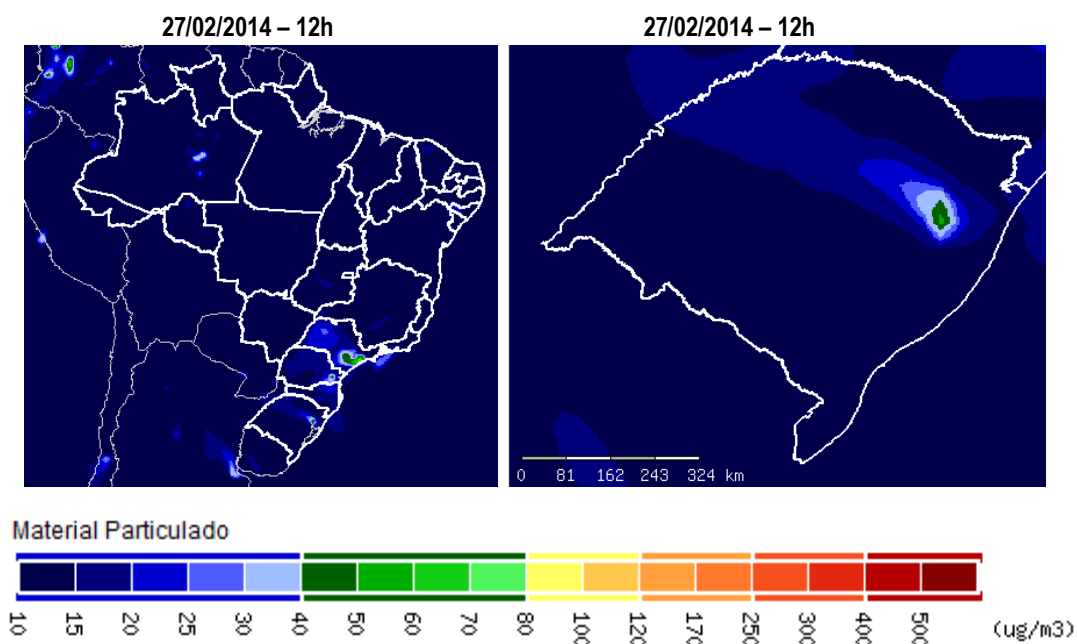 27/02/2014 – 12h
27/02/2014 – 12h
0 81 162 243 324 km
Material Particulado
10 15 20 25 30 40 50 60 70 80 100 120 170 250 300 400 500 (ug/m3)